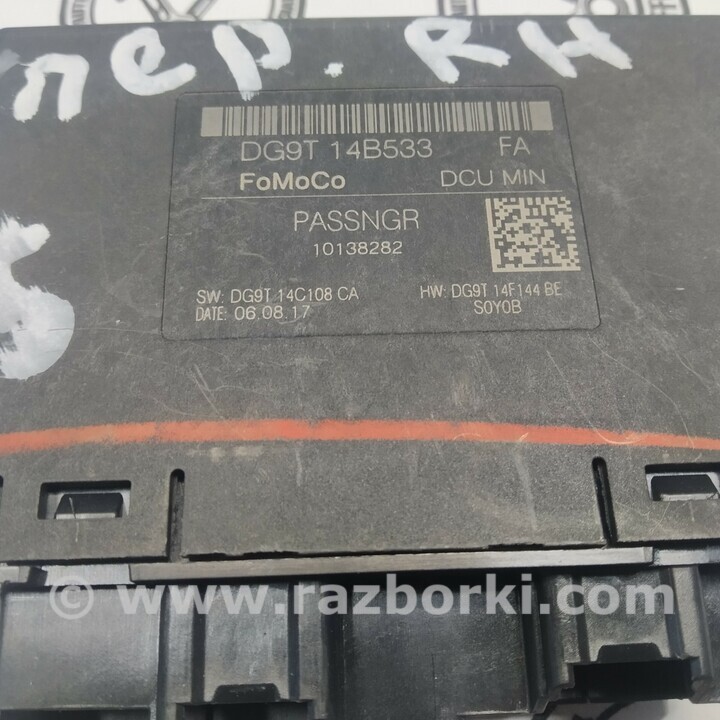 пер. RH
5
DG9T 14B533 FA
FoMoCo DCU MIN
PASSNGR
10138282
SW: DG9T 14C108 CA HW: DG9T 14F144 BE
DATE: 06.08.17 S0Y0B
© www.razborki.com